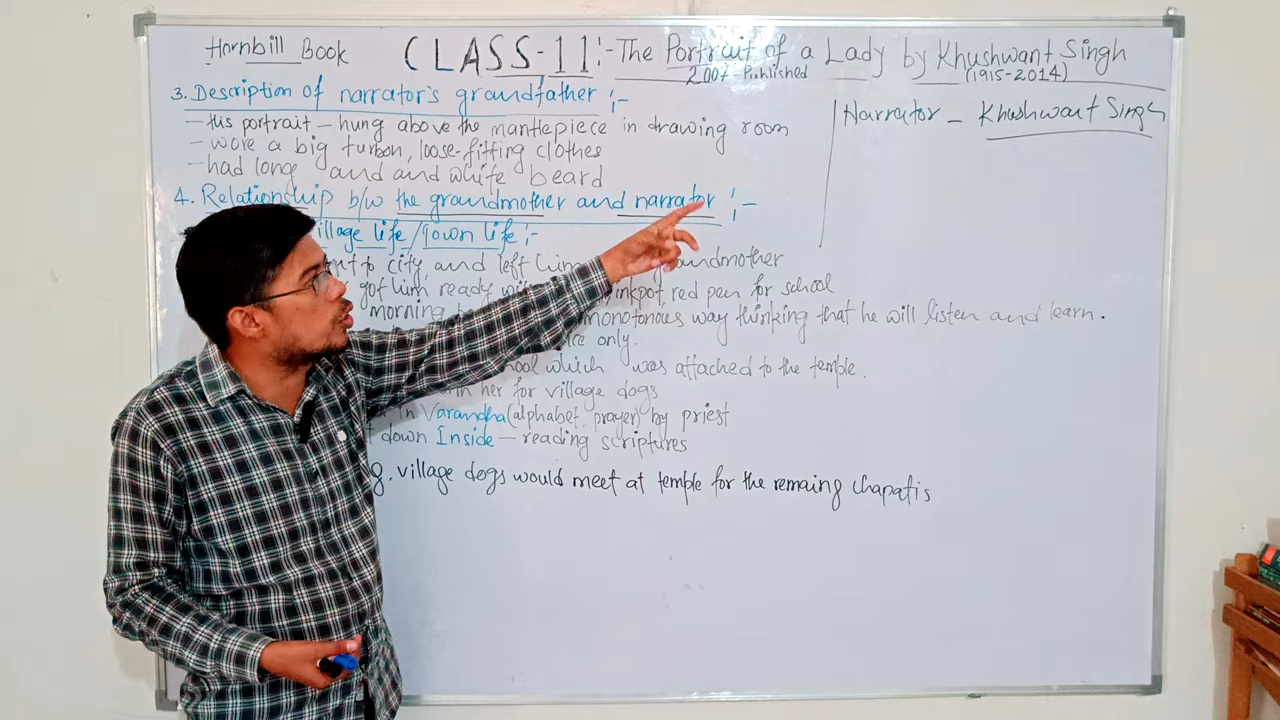 Hornbill Book
CLASS-11:- The Portrait of a Lady by Khushwant Singh
2007-Published
(1915-2014)
3. Description of narrator's grandfather :-
- His portrait - hung above the mantlepiece in drawing room
- wore a big turbon, loose-fitting clothes
- had long and and white beard
Narrator - Khushwant Singh
4. Relationship b/w the grandmother and narrator :-
village life/Town life :-
to city, and left him grandmother
got him ready inkpot, red pen for school
morning monotonous way thinking that he will listen and learn.
only.
school which was attached to the temple.
her for village dogs
in Varandha (alphabet, prayer) by priest
down Inside - reading scriptures
g. village dogs would meet at temple for the remaing chapatis